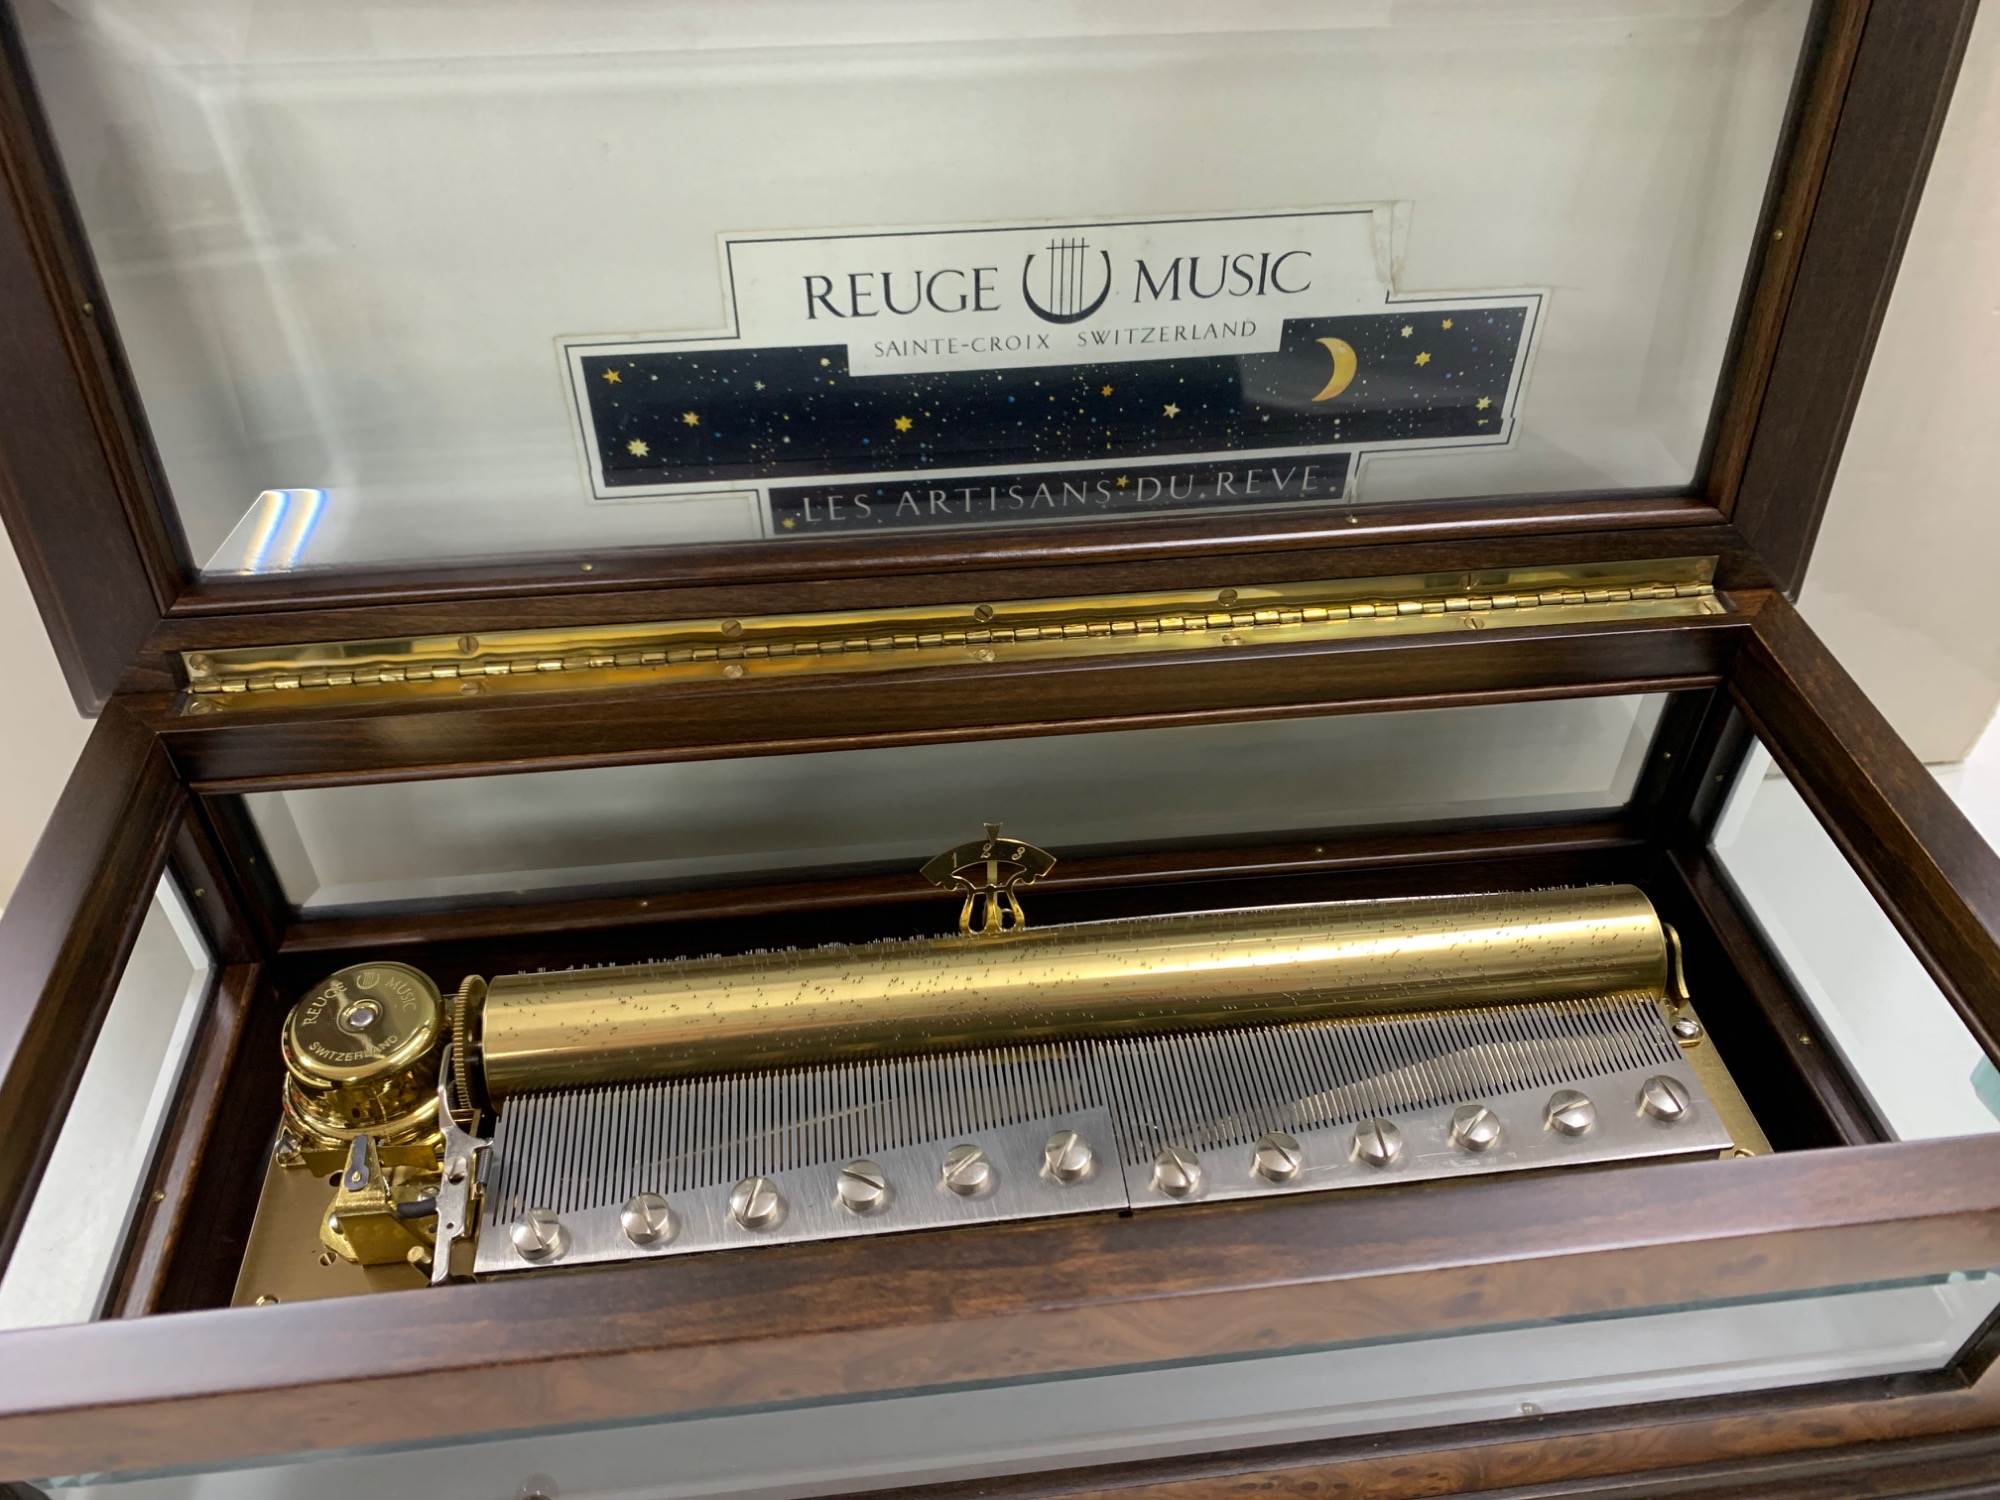 REUGE MUSIC
SAINTE-CROIX SWITZERLAND
LES ARTISANS DU REVE
1 2 3
REUGE MUSIC
SWITZERLAND